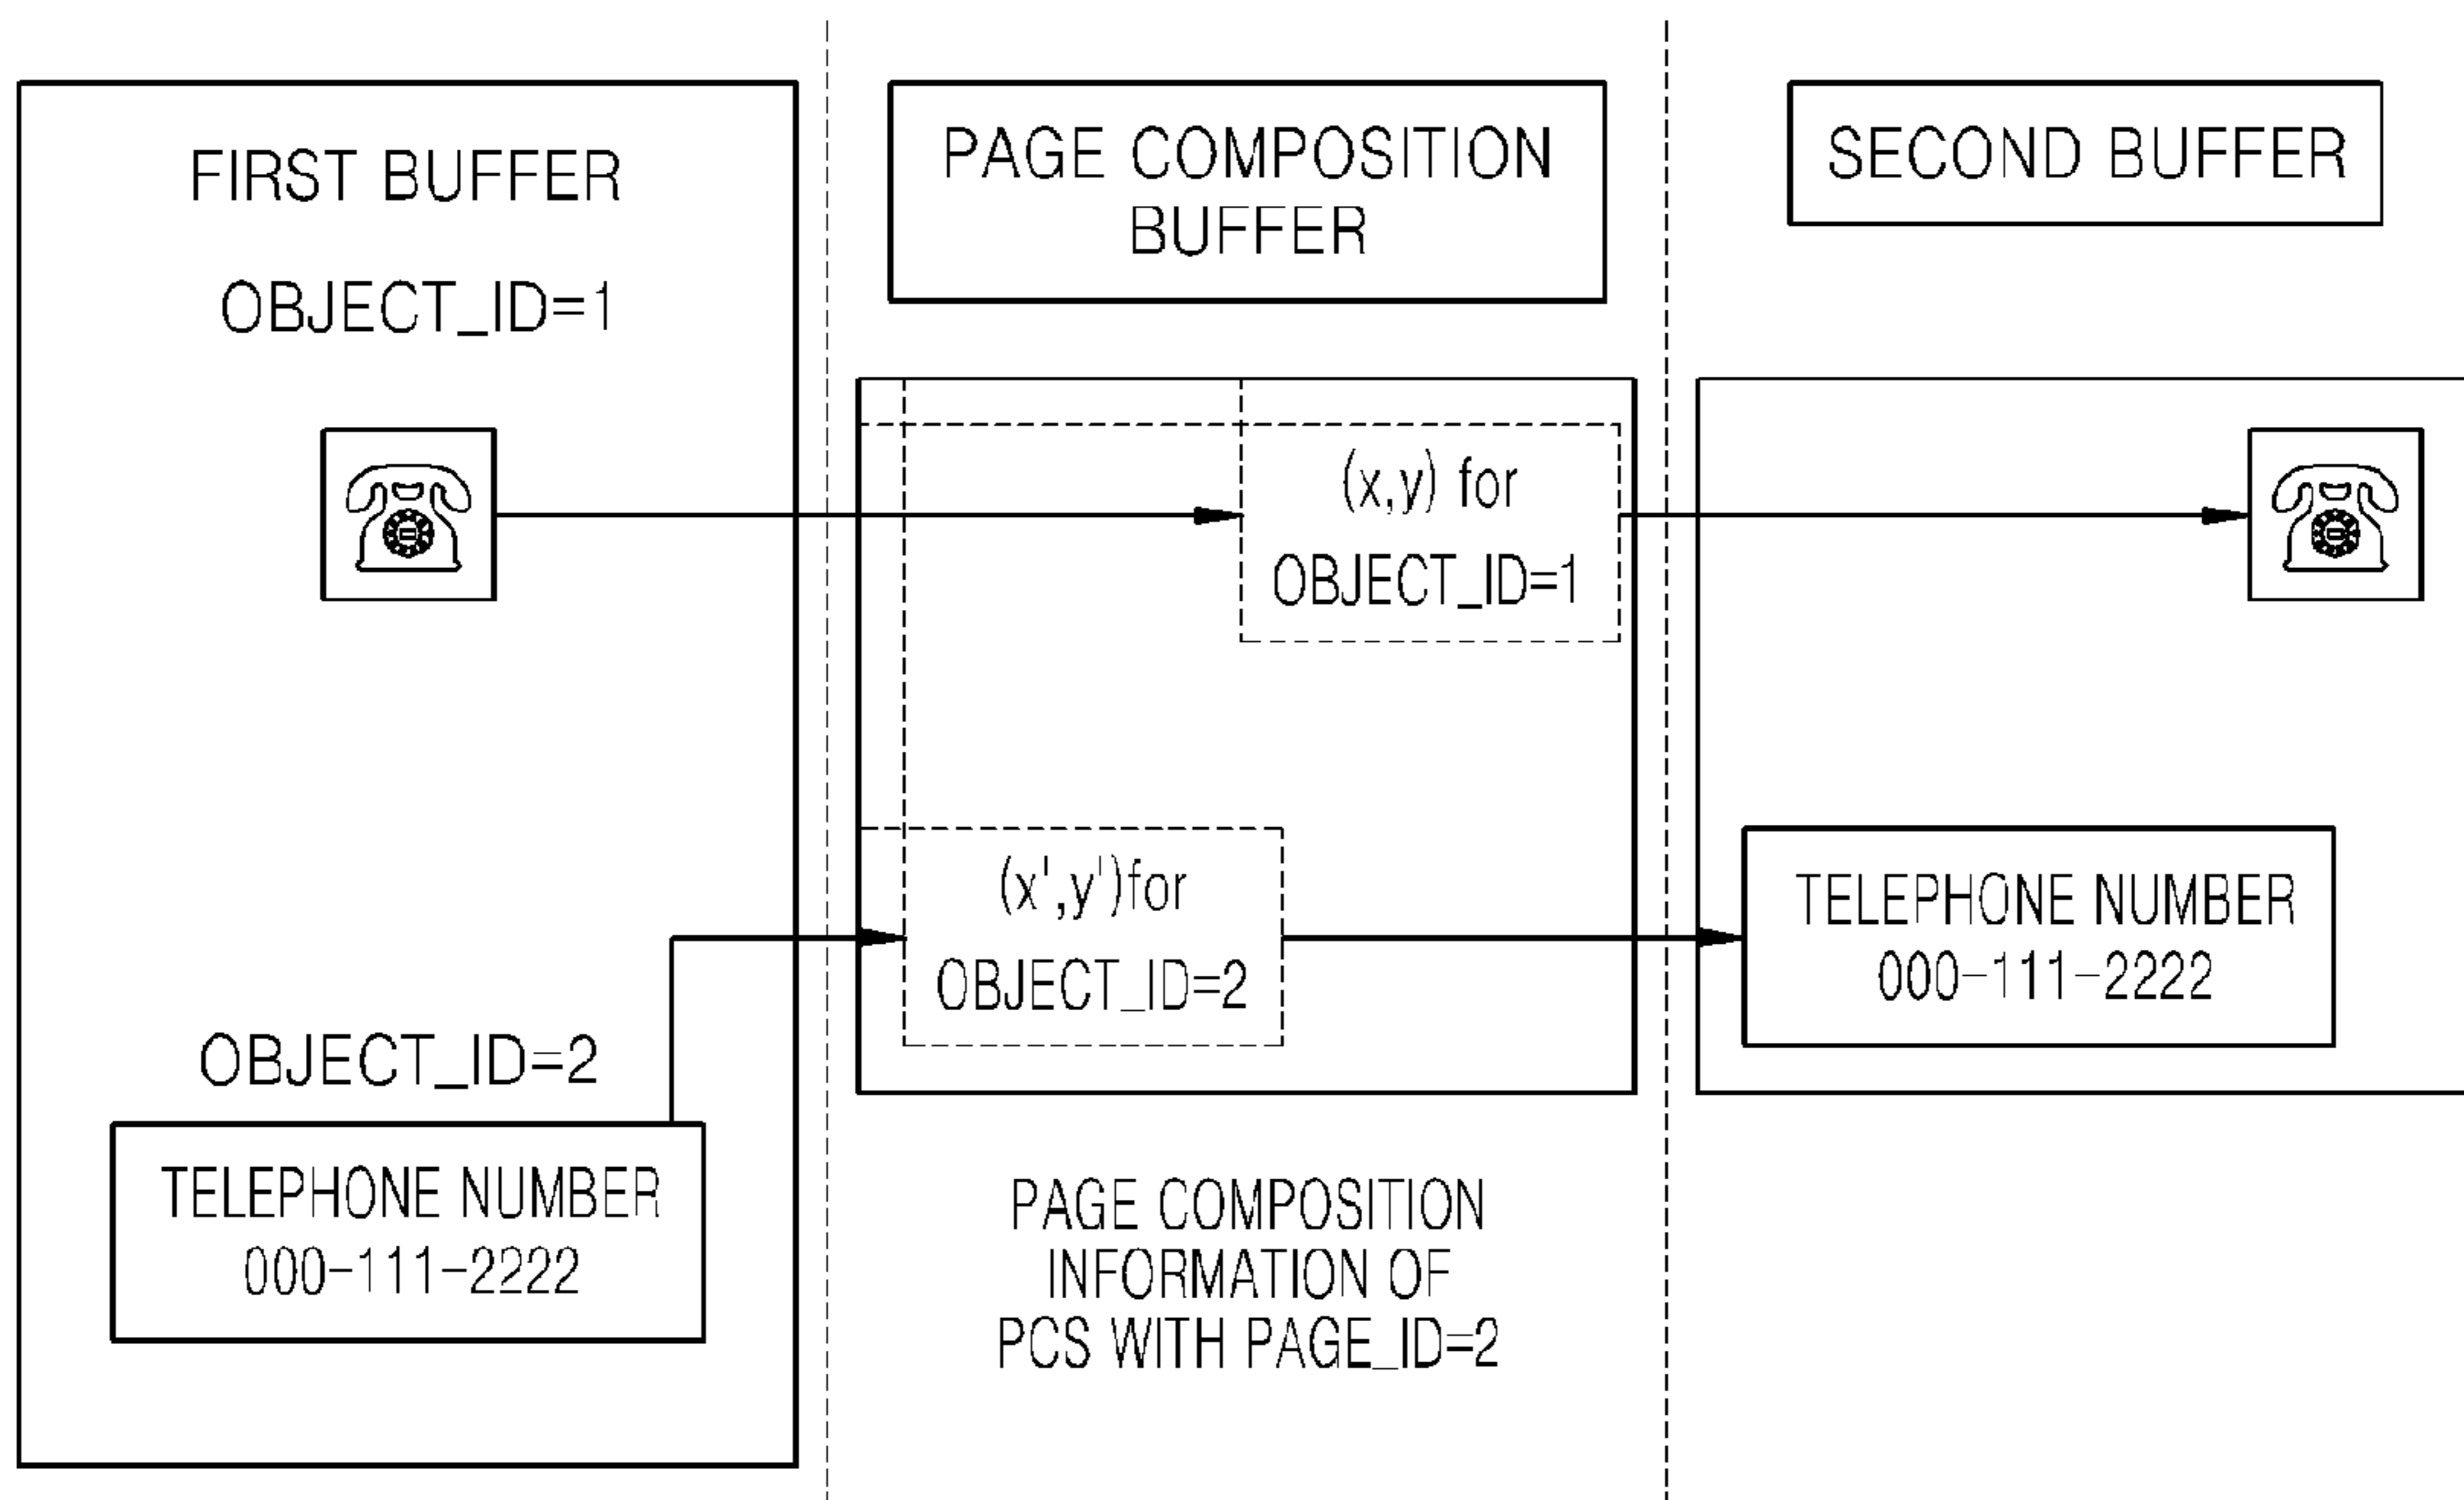 FIRST BUFFER
OBJECT_ID=1
OBJECT_ID=2
TELEPHONE NUMBER
000-111-2222
PAGE COMPOSITION
BUFFER
(x,y) for
OBJECT_ID=1
(x',y')for
OBJECT_ID=2
PAGE COMPOSITION
INFORMATION OF
PCS WITH PAGE_ID=2
SECOND BUFFER
TELEPHONE NUMBER
000-111-2222